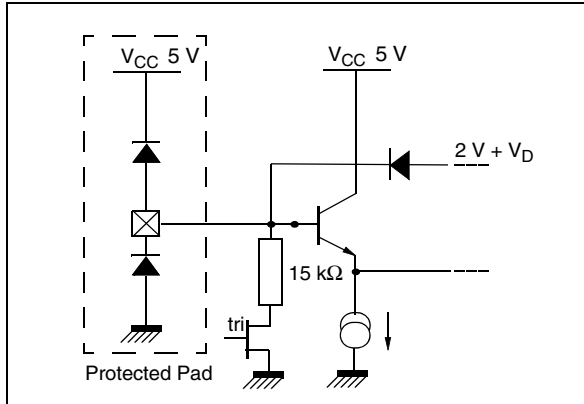 V_CC 5 V
V_CC 5 V
2 V + V_D
15 kΩ
tri
Protected Pad